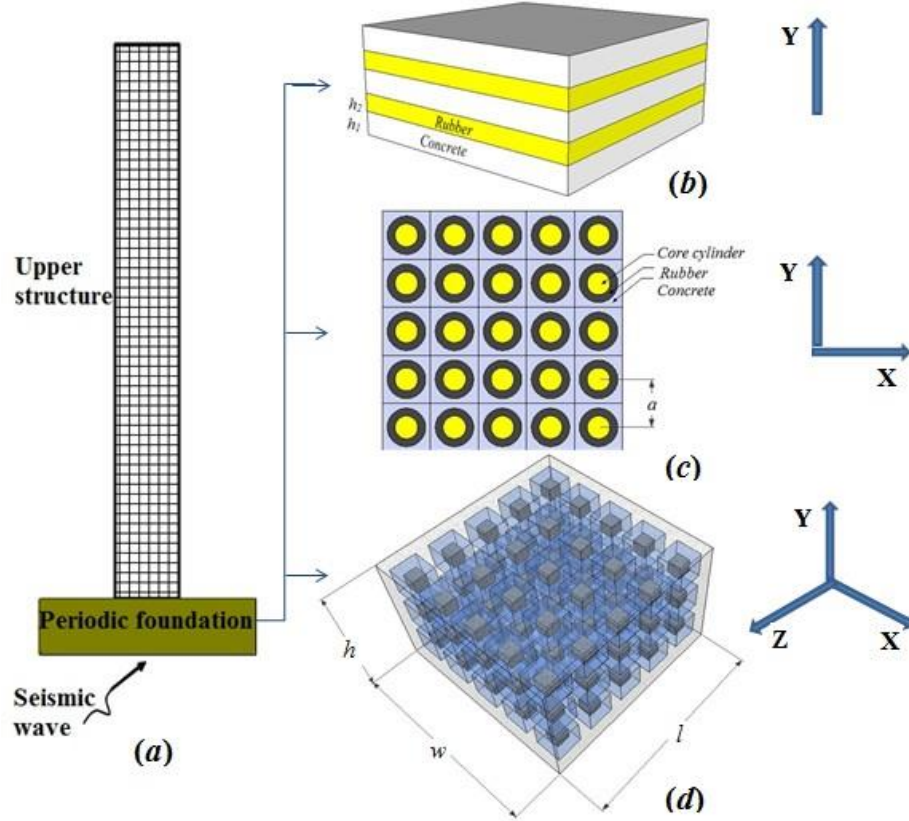 Upper
structure
Periodic foundation
Seismic
wave
(a)
h2
h1
Rubber
Concrete
(b)
Y
Core cylinder
Rubber
Concrete
a
(c)
Y
X
h
w
l
(d)
Y
Z
X